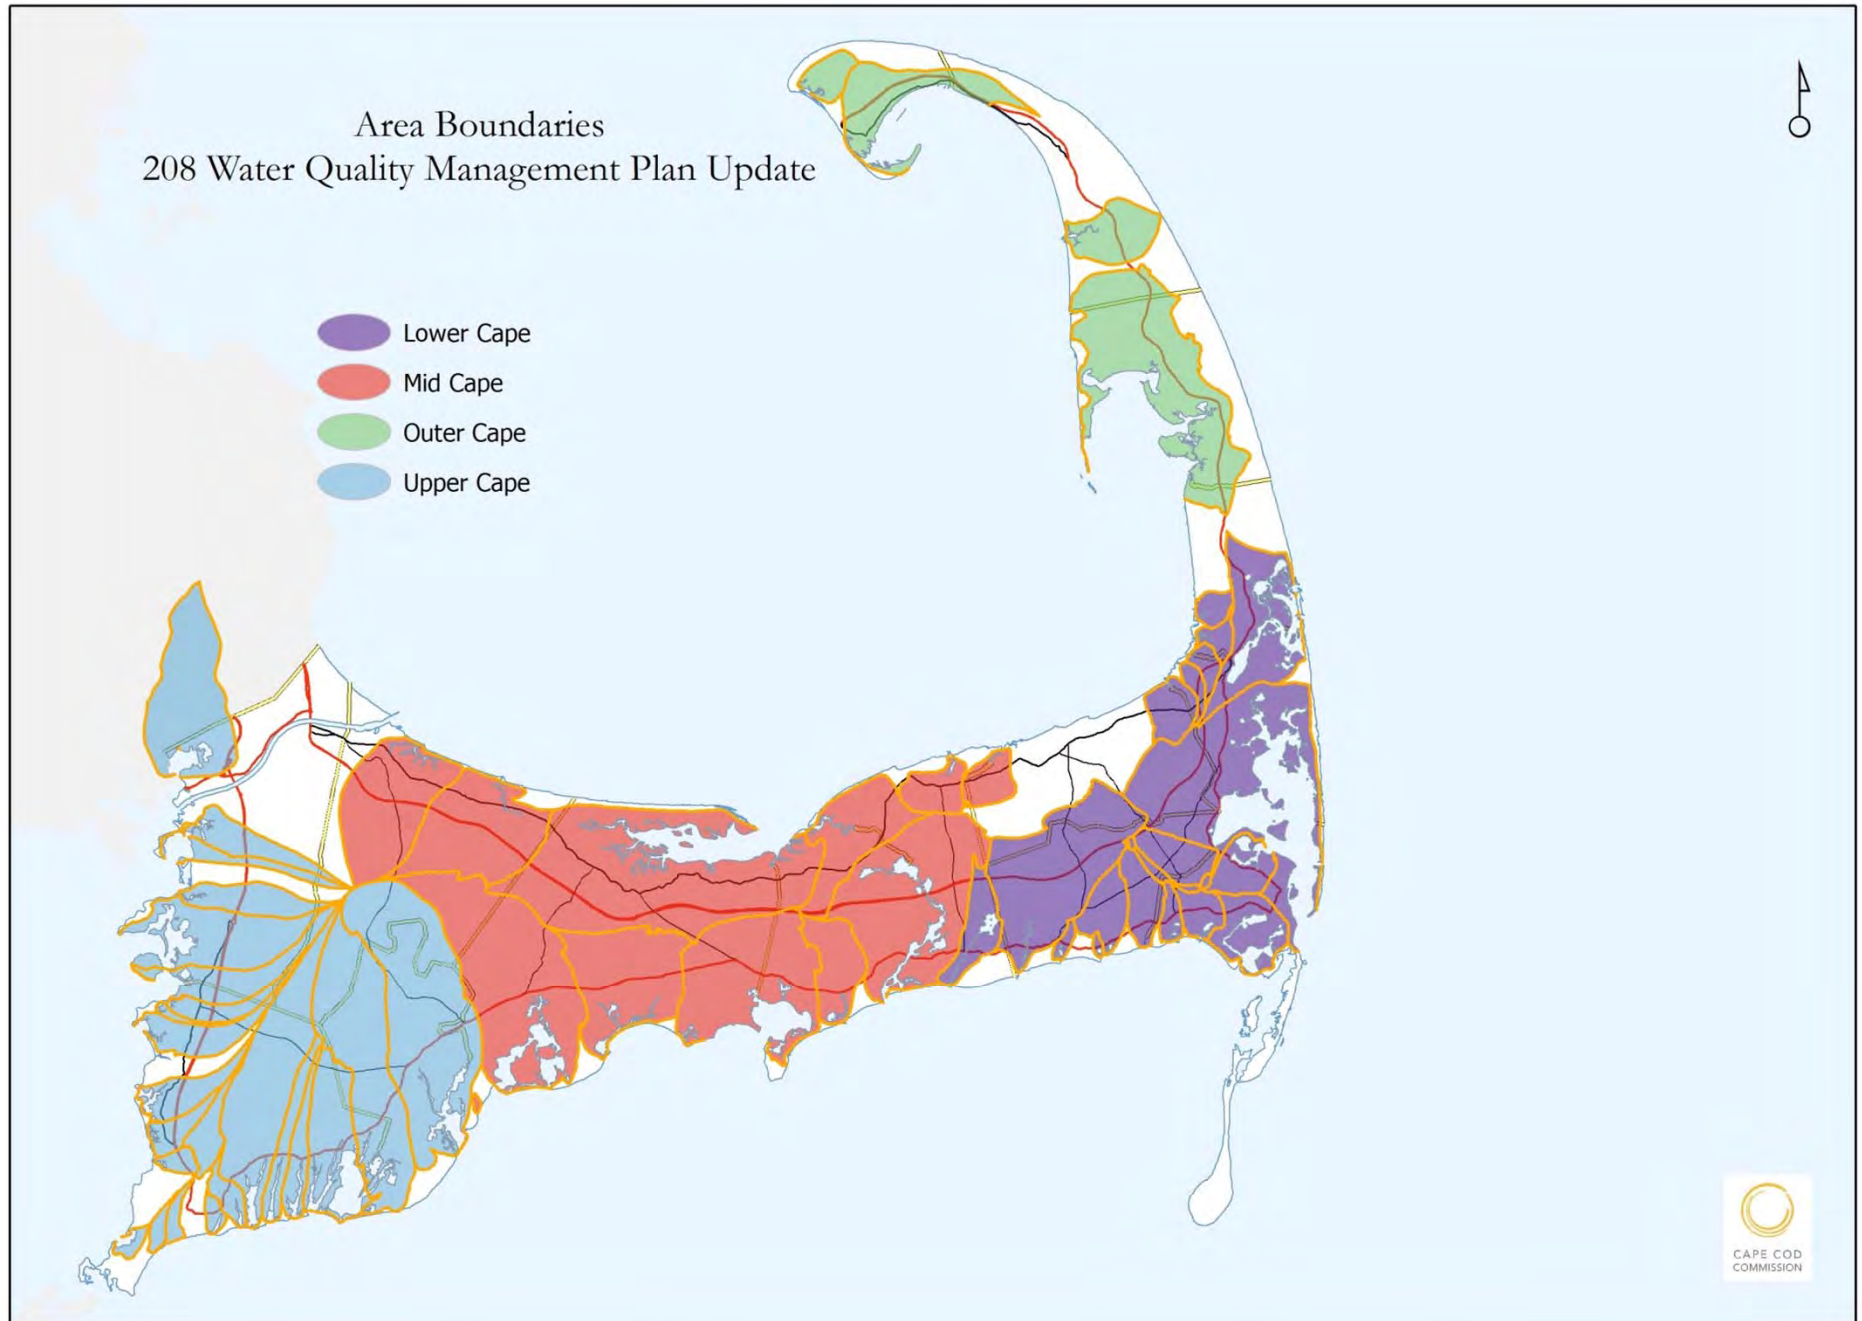 Area Boundaries
208 Water Quality Management Plan Update
Lower Cape
Mid Cape
Outer Cape
Upper Cape
CAPE COD
COMMISSION